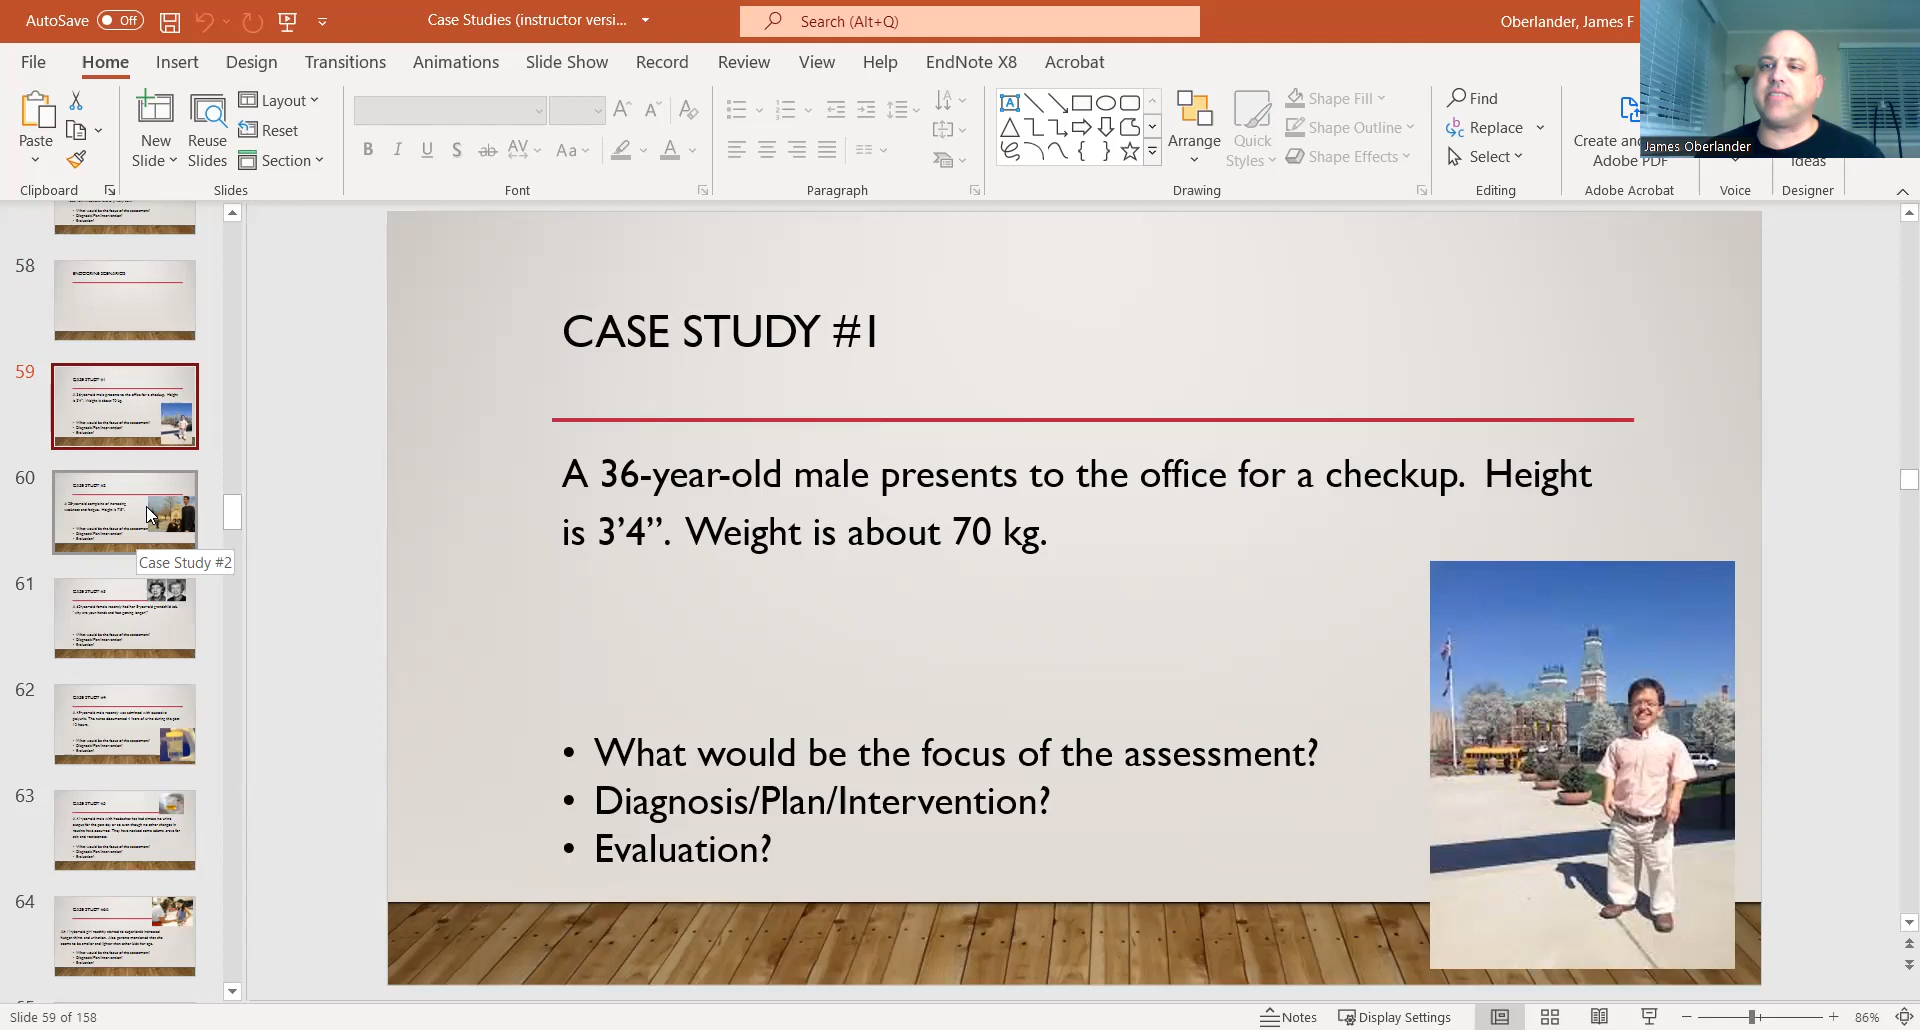 AutoSave Off
Case Studies (instructor versi...
Search (Alt+Q)
Oberlander, James F
File Home Insert Design Transitions Animations Slide Show Record Review View Help EndNote X8 Acrobat
Paste
New Slide
Reuse Slides
Layout
Reset
Section
B I U S ab AV Aa A
Arrange
Quick Styles
Shape Fill
Shape Outline
Shape Effects
Find
Replace
Select
Create and
Adobe PDF
James Oberlander
Ideas
Clipboard Slides Font Paragraph Drawing Editing Adobe Acrobat Voice Designer
58
59
60
61
62
63
64
Case Study #2
CASE STUDY #1
A 36-year-old male presents to the office for a checkup. Height
is 3’4”. Weight is about 70 kg.
• What would be the focus of the assessment?
• Diagnosis/Plan/Intervention?
• Evaluation?
Slide 59 of 158
Notes
Display Settings
86%